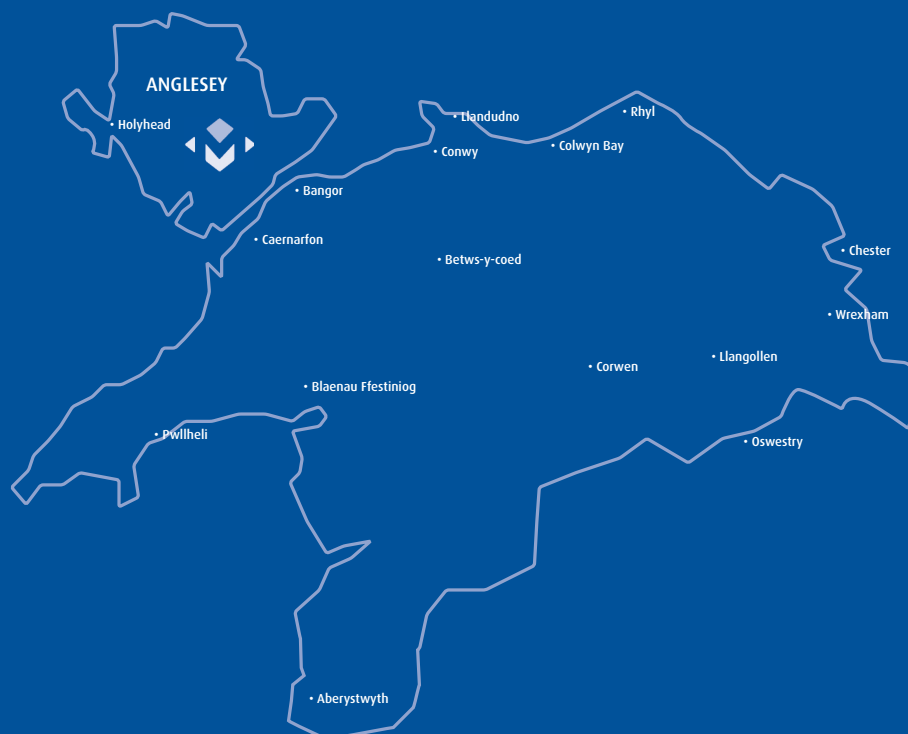 ANGLESEY
Rhyl
Llandudno
Holyhead
Colwyn Bay
Conwy
Bangor
Caernarfon
Chester
Betws-y-coed
Wrexham
Llangollen
Corwen
Blaenau Ffestiniog
Pwllheli
Oswestry
Aberystwyth